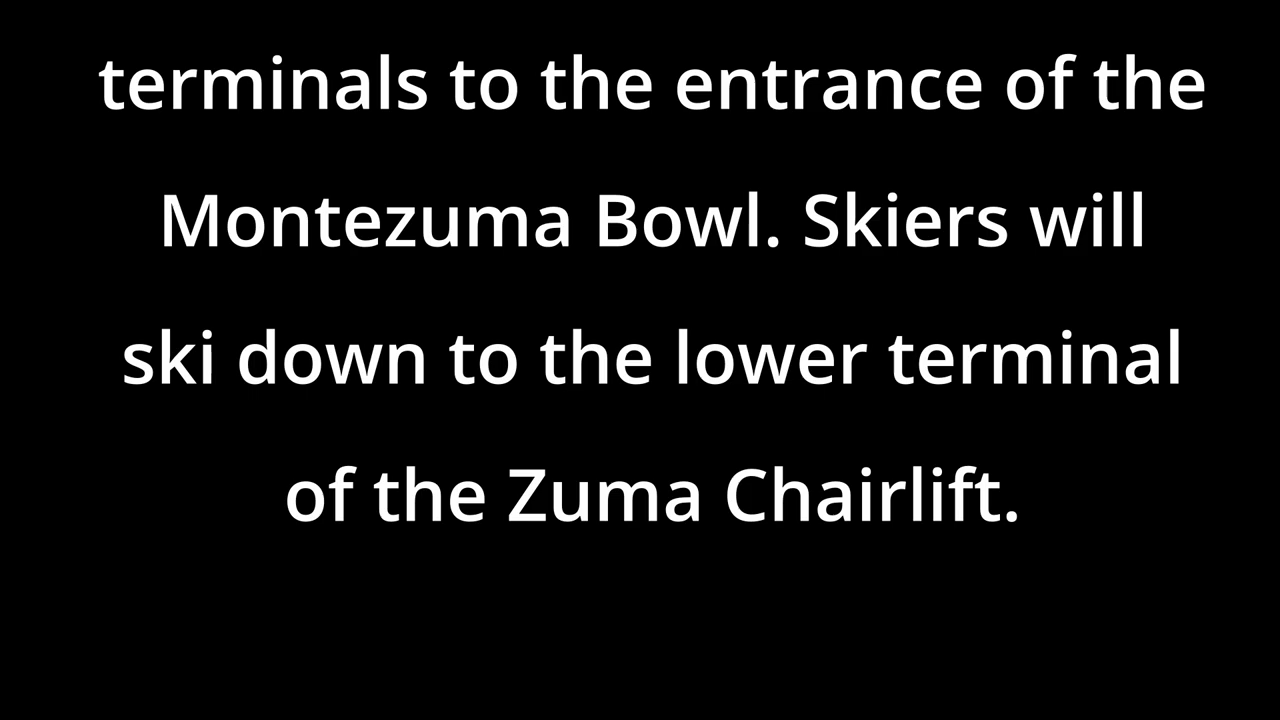 terminals to the entrance of the
Montezuma Bowl. Skiers will
ski down to the lower terminal
of the Zuma Chairlift.